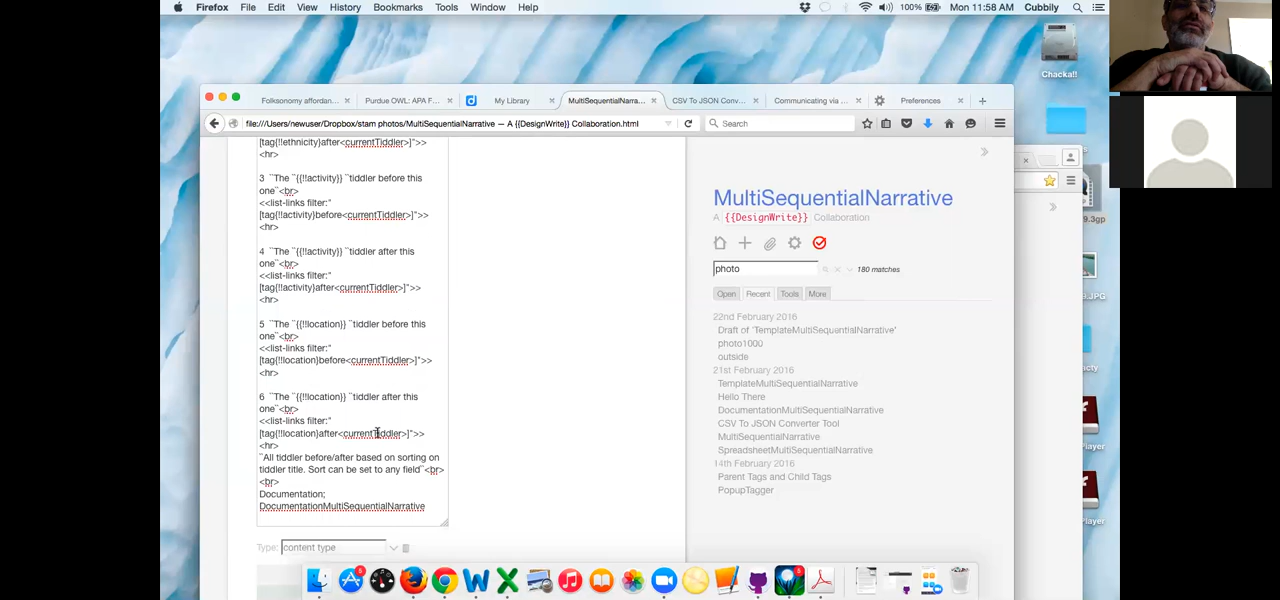 Firefox File Edit View History Bookmarks Tools Window Help
100% Mon 11:58 AM Cubbily
Chacka!!
Folksonomy affordan...
Purdue OWL: APA F...
My Library
MultiSequentialNarra...
CSV To JSON Conv...
Communicating via ...
Preferences
file:///Users/newuser/Dropbox/stam photos/MultiSequentialNarrative — A {{DesignWrite}} Collaboration.html
Search
[tag{!!ethnicity}after<currentTiddler>]">>
<hr>
3 ``The ``{{!!activity}} ``tiddler before this
one``<br>
<<list-links filter:"
[tag{!!activity}before<currentTiddler>]">>
<hr>
4 ``The ``{{!!activity}} ``tiddler after this
one``<br>
<<list-links filter:"
[tag{!!activity}after<currentTiddler>]">>
<hr>
5 ``The ``{{!!location}} ``tiddler before this
one``<br>
<<list-links filter:"
[tag{!!location}before<currentTiddler>]">>
<hr>
6 ``The ``{{!!location}} ``tiddler after this
one``<br>
<<list-links filter:"
[tag{!!location}after<currentTiddler>]">>
<hr>
``All tiddler before/after based on sorting on
tiddler title. Sort can be set to any field``<br>
<br>
Documentation;
DocumentationMultiSequentialNarrative
Type: content type
MultiSequentialNarrative
A {{DesignWrite}} Collaboration
photo
180 matches
Open Recent Tools More
22nd February 2016
Draft of 'TemplateMultiSequentialNarrative'
photo1000
outside
21st February 2016
TemplateMultiSequentialNarrative
Hello There
DocumentationMultiSequentialNarrative
CSV To JSON Converter Tool
MultiSequentialNarrative
SpreadsheetMultiSequentialNarrative
14th February 2016
Parent Tags and Child Tags
PopupTagger
9.3gp
.JPG
cty
Player
Player